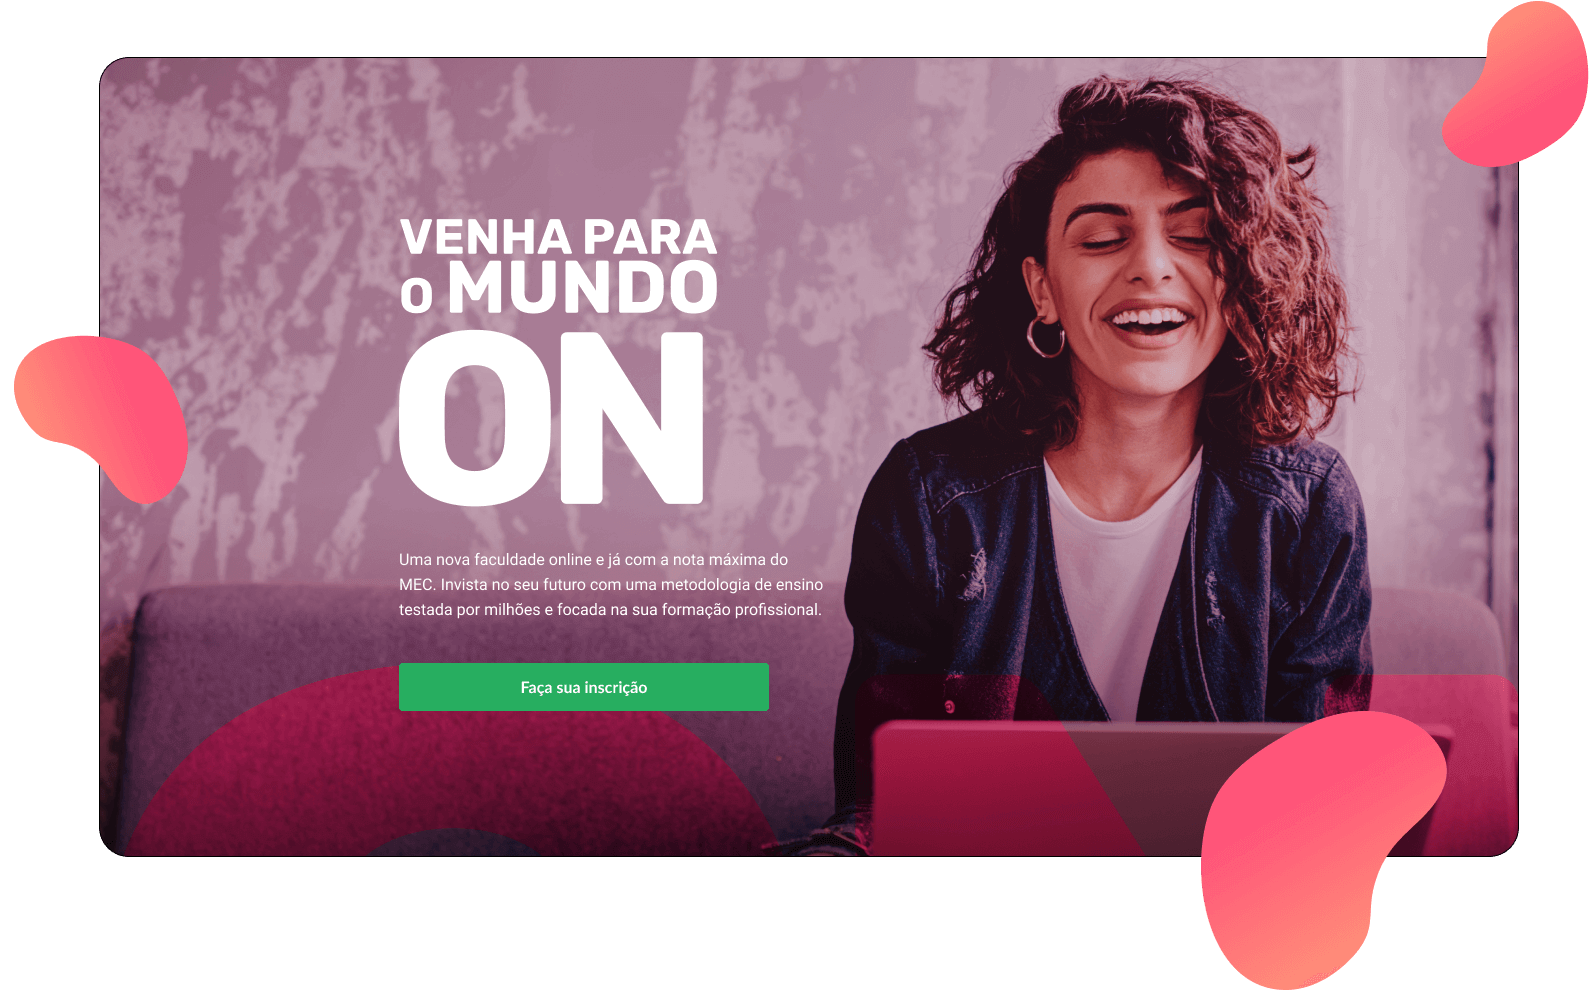 VENHA PARA
O MUNDO
ON
Uma nova faculdade online e já com a nota máxima do
MEC. Invista no seu futuro com uma metodologia de ensino
testada por milhões e focada na sua formação profissional.
Faça sua inscrição